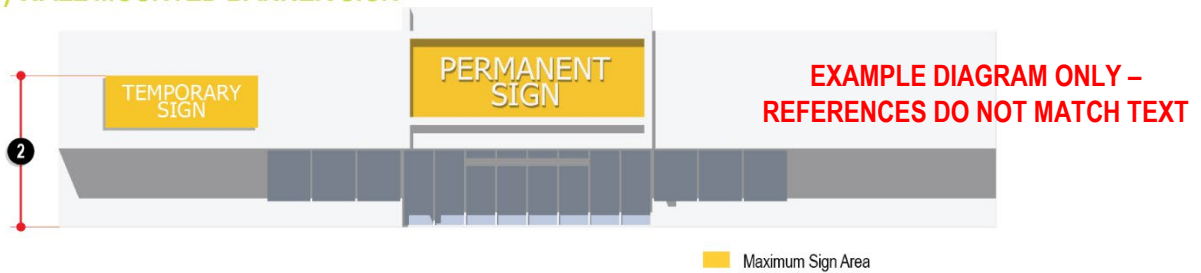 PERMANENT
SIGN
TEMPORARY
SIGN
EXAMPLE DIAGRAM ONLY –
REFERENCES DO NOT MATCH TEXT
2
Maximum Sign Area